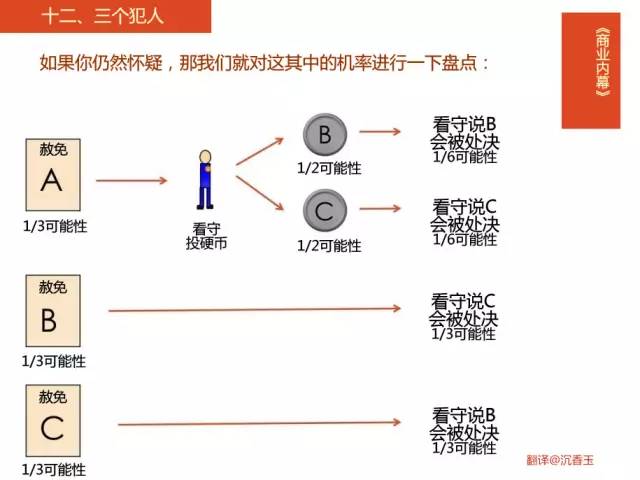 十二、三个犯人
《商业内幕》
如果你仍然怀疑，那我们就对这其中的机率进行一下盘点：
赦免
A
1/3可能性
看守
投硬币
B
1/2可能性
看守说B
会被处决
1/6可能性
C
1/2可能性
看守说C
会被处决
1/6可能性
赦免
B
1/3可能性
看守说C
会被处决
1/3可能性
赦免
C
1/3可能性
看守说B
会被处决
1/3可能性
翻译@沉香玉